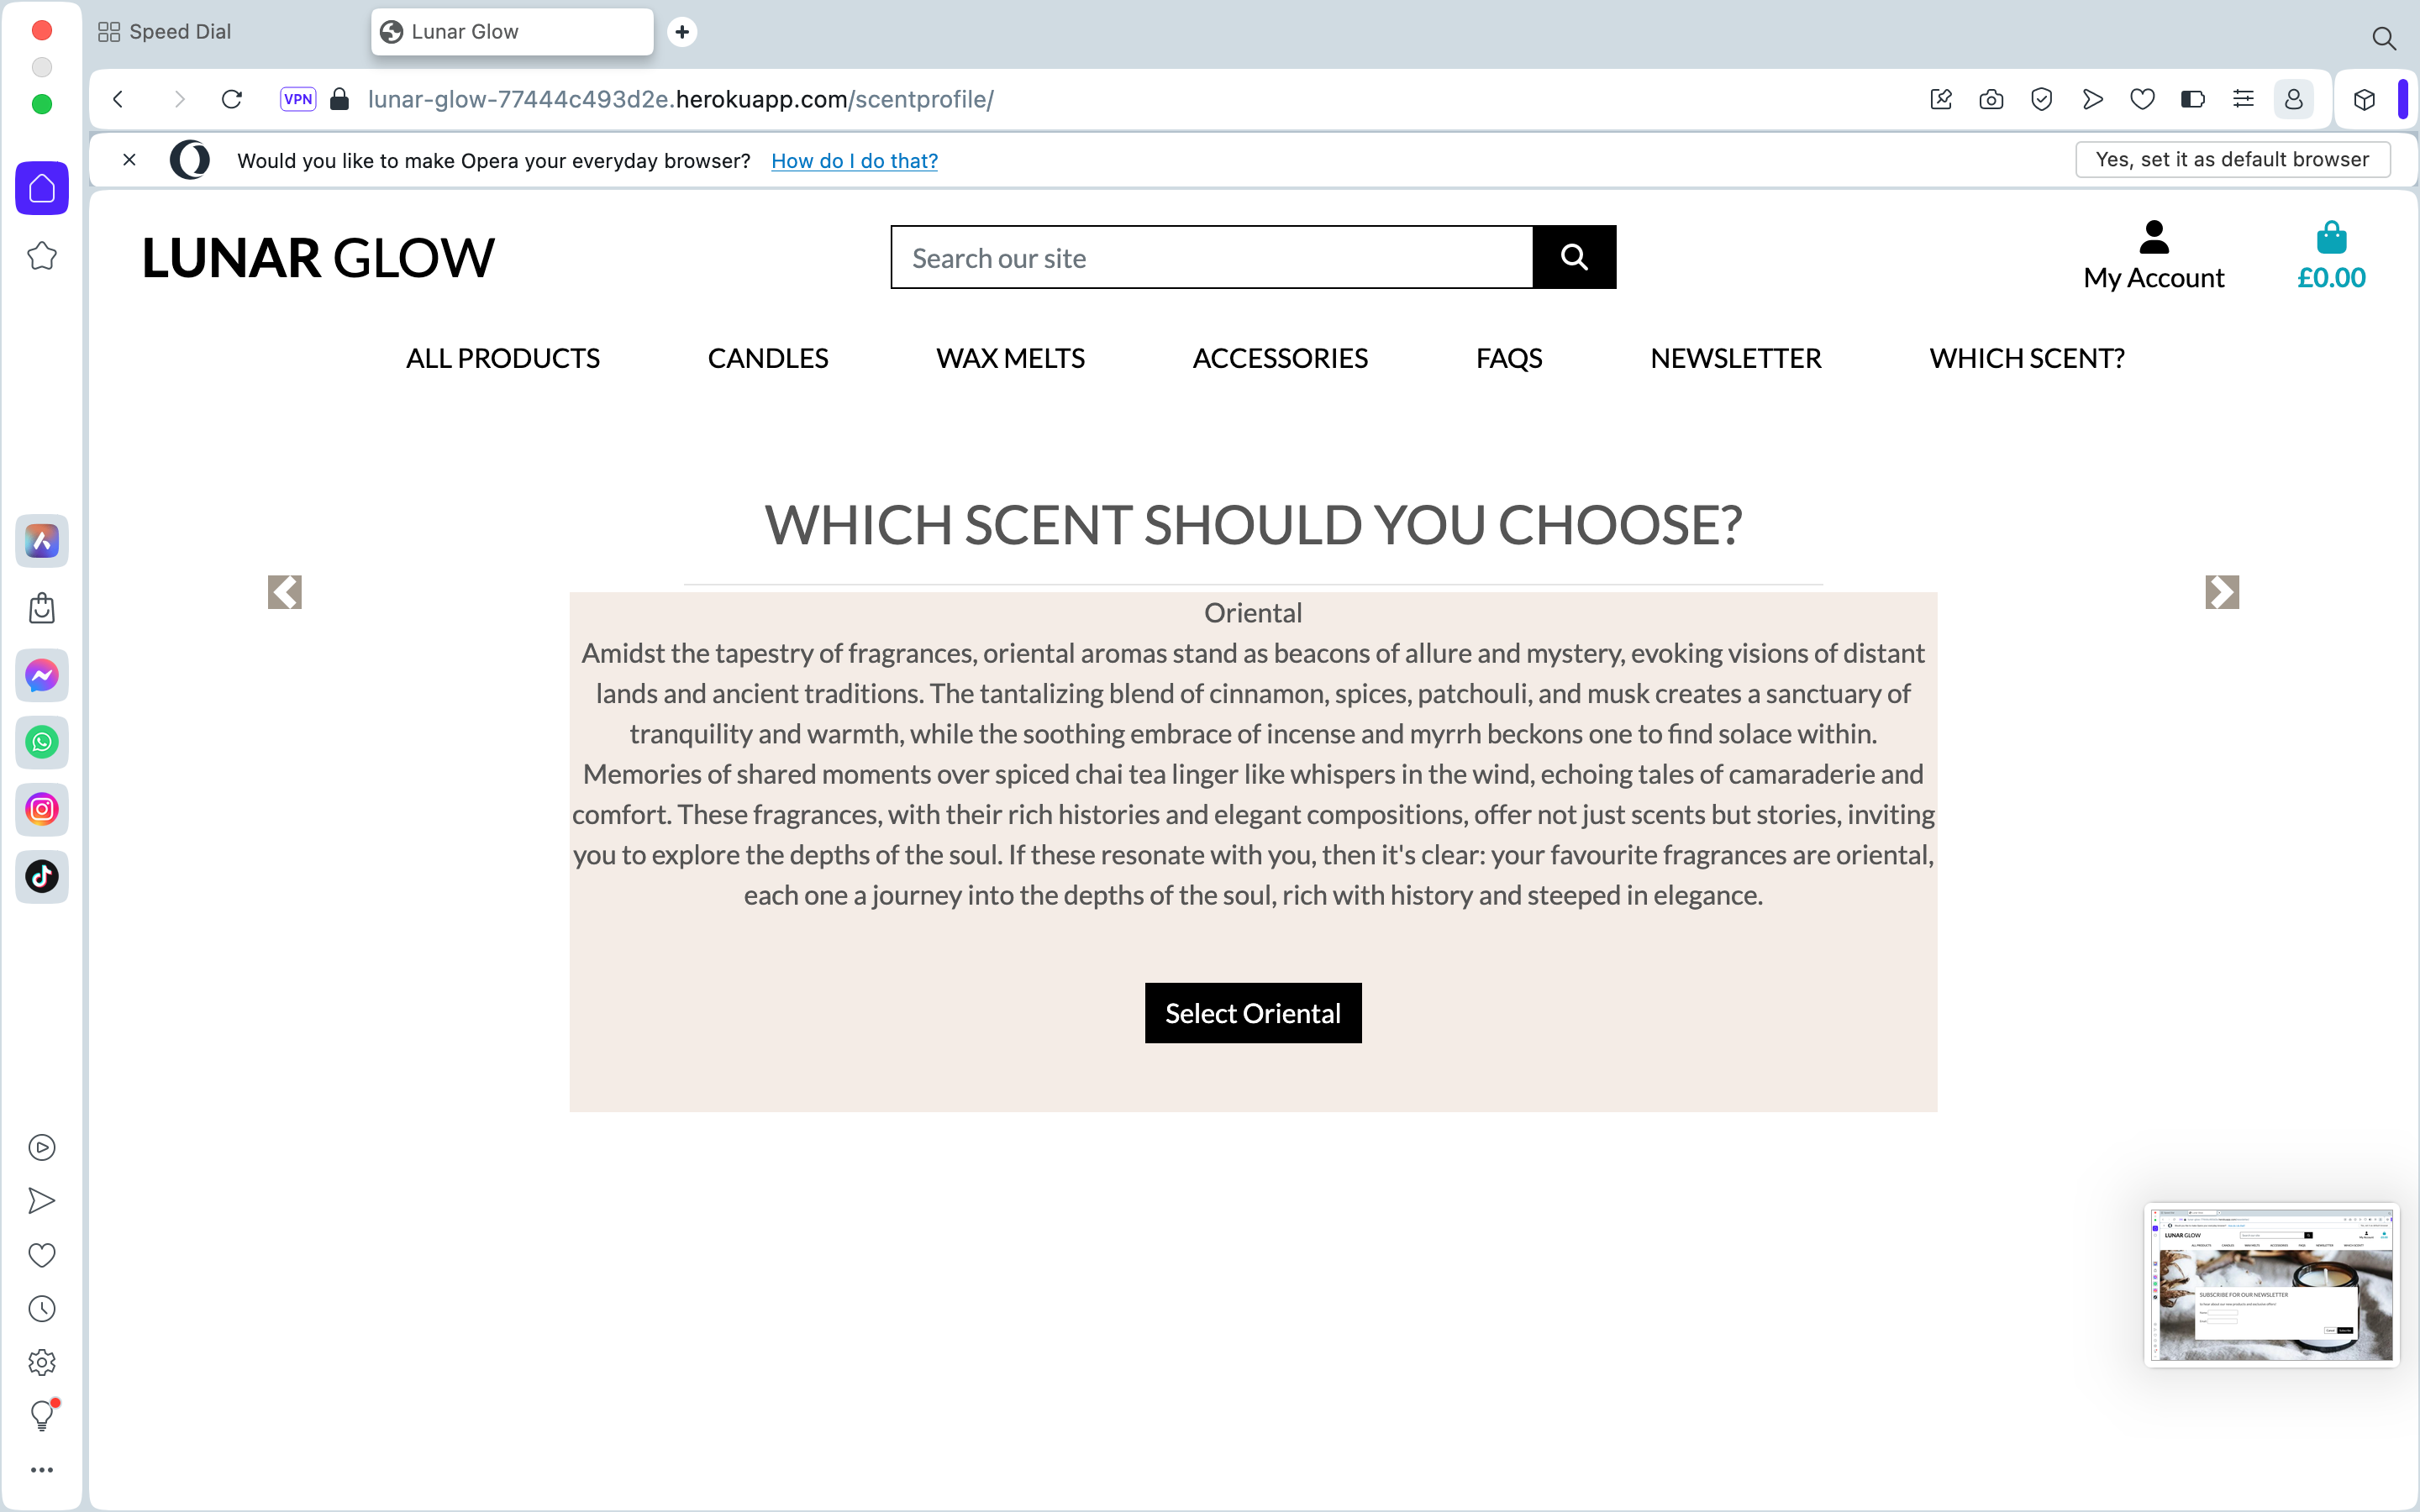 Speed Dial
Lunar Glow
VPN
lunar-glow-77444c493d2e.herokuapp.com/scentprofile/
Would you like to make Opera your everyday browser? How do I do that?
Yes, set it as default browser
LUNAR GLOW
Search our site
My Account
£0.00
ALL PRODUCTS
CANDLES
WAX MELTS
ACCESSORIES
FAQS
NEWSLETTER
WHICH SCENT?
WHICH SCENT SHOULD YOU CHOOSE?
Oriental
Amidst the tapestry of fragrances, oriental aromas stand as beacons of allure and mystery, evoking visions of distant
lands and ancient traditions. The tantalizing blend of cinnamon, spices, patchouli, and musk creates a sanctuary of
tranquility and warmth, while the soothing embrace of incense and myrrh beckons one to find solace within.
Memories of shared moments over spiced chai tea linger like whispers in the wind, echoing tales of camaraderie and
comfort. These fragrances, with their rich histories and elegant compositions, offer not just scents but stories, inviting
you to explore the depths of the soul. If these resonate with you, then it's clear: your favourite fragrances are oriental,
each one a journey into the depths of the soul, rich with history and steeped in elegance.
Select Oriental
LUNAR GLOW
SUBSCRIBE FOR OUR NEWSLETTER